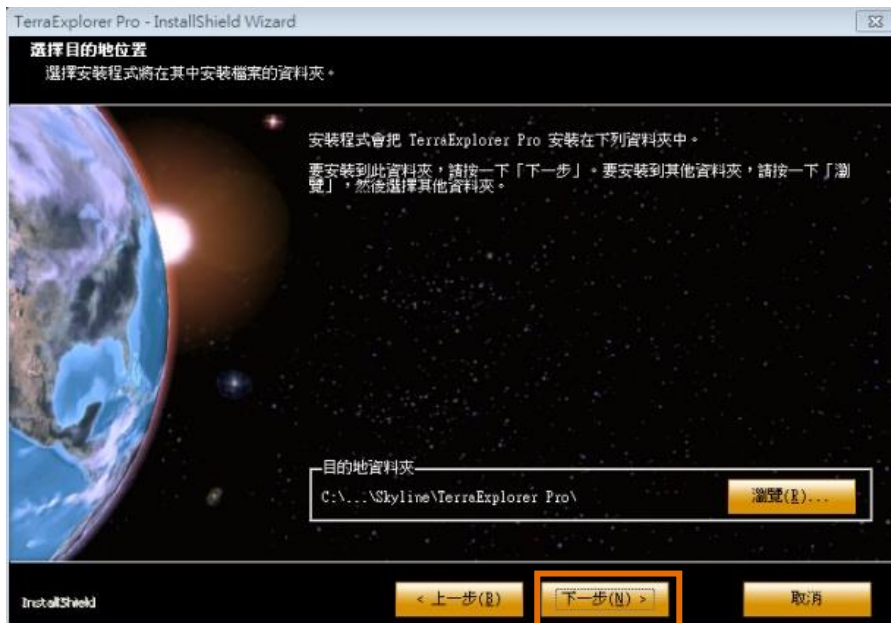 TerraExplorer Pro - InstallShield Wizard
選擇目的地位置
選擇安裝程式將在其中安裝檔案的資料夾。
安裝程式會把 TerraExplorer Pro 安裝在下列資料夾中。
要安裝到此資料夾，請按一下「下一步」。要安裝到其他資料夾，請按一下「瀏
覽」，然後選擇其他資料夾。
目的地資料夾
C:\...\Skyline\TerraExplorer Pro\
瀏覽(R)...
InstallShield
< 上一步(B)
下一步(N) >
取消